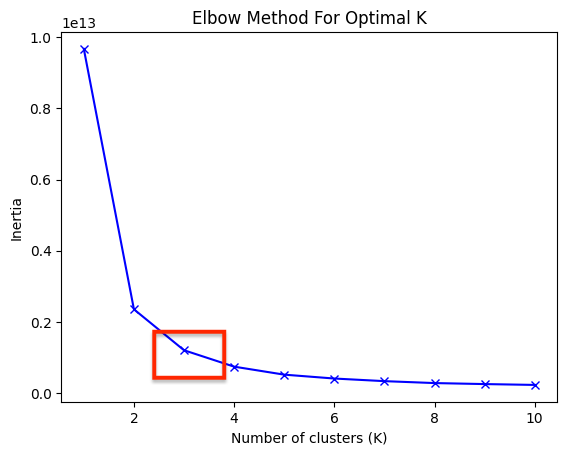 Elbow Method For Optimal K
1e13
1.0
0.8
0.6
0.4
0.2
0.0
Inertia
2 4 6 8 10
Number of clusters (K)